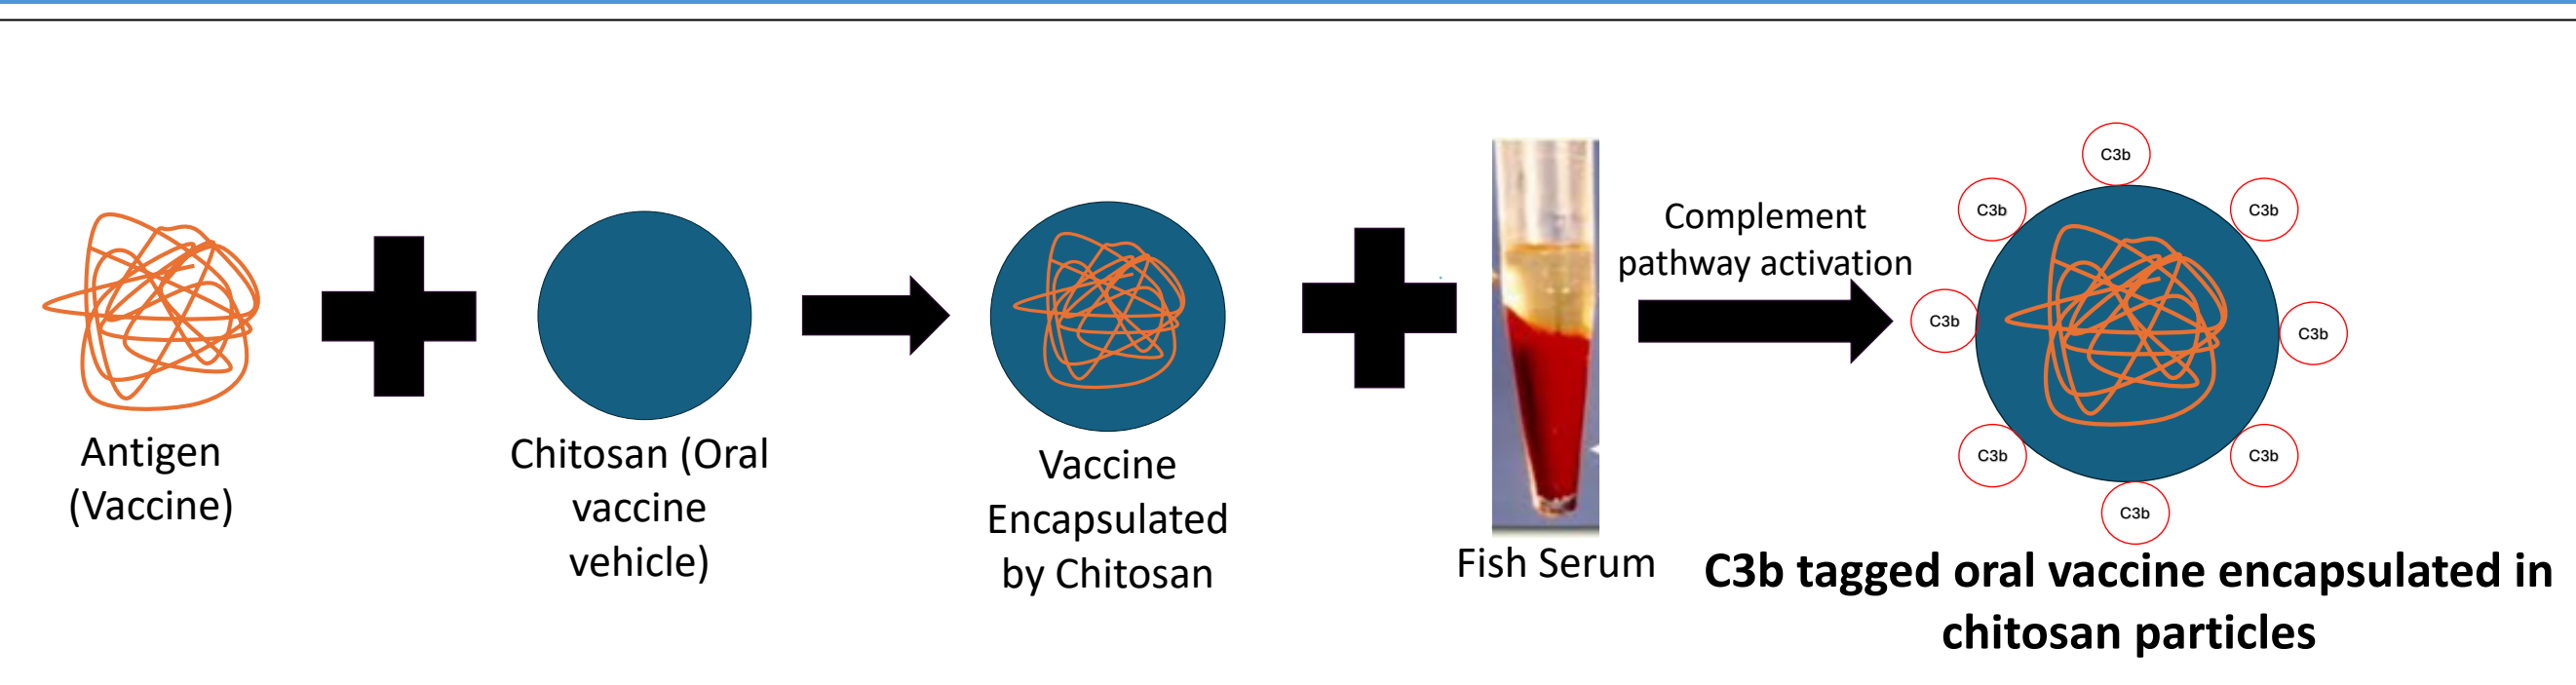 Antigen
(Vaccine)
Chitosan (Oral
vaccine
vehicle)
Vaccine
Encapsulated
by Chitosan
Fish Serum
Complement
pathway activation
C3b
C3b
C3b
C3b
C3b
C3b
C3b
C3b
C3b tagged oral vaccine encapsulated in
chitosan particles